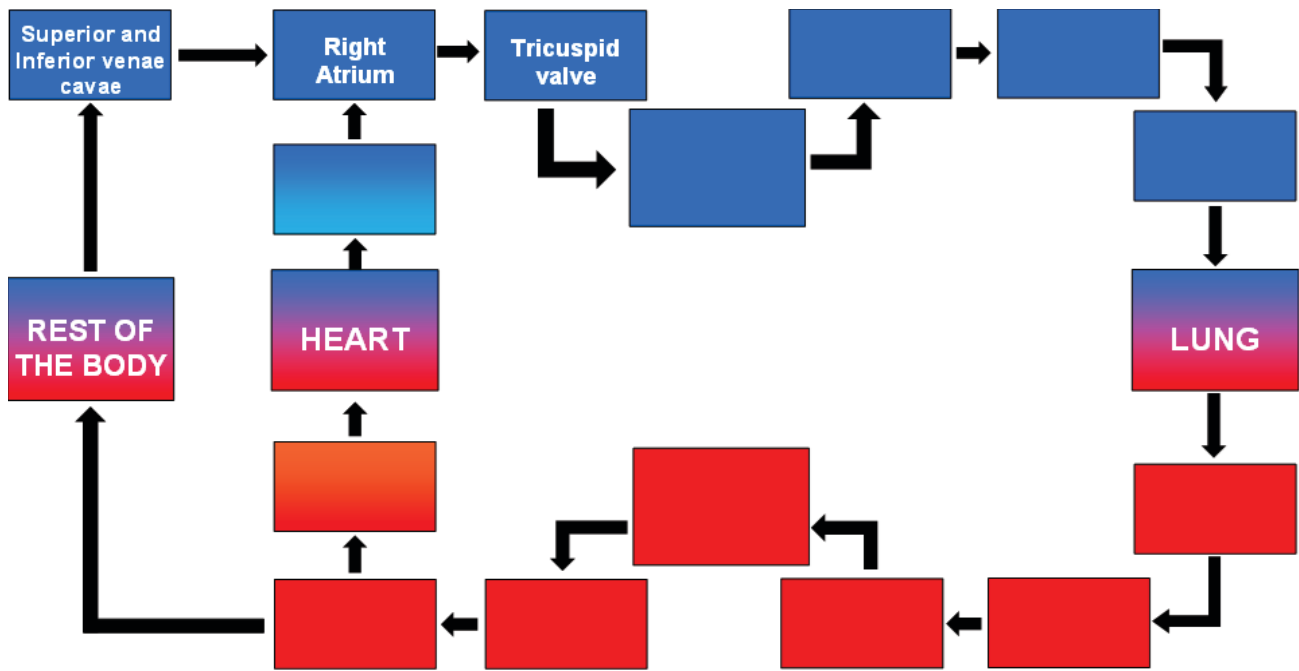 Superior and
Inferior venae
cavae
Right
Atrium
Tricuspid
valve
REST OF
THE BODY
HEART
LUNG